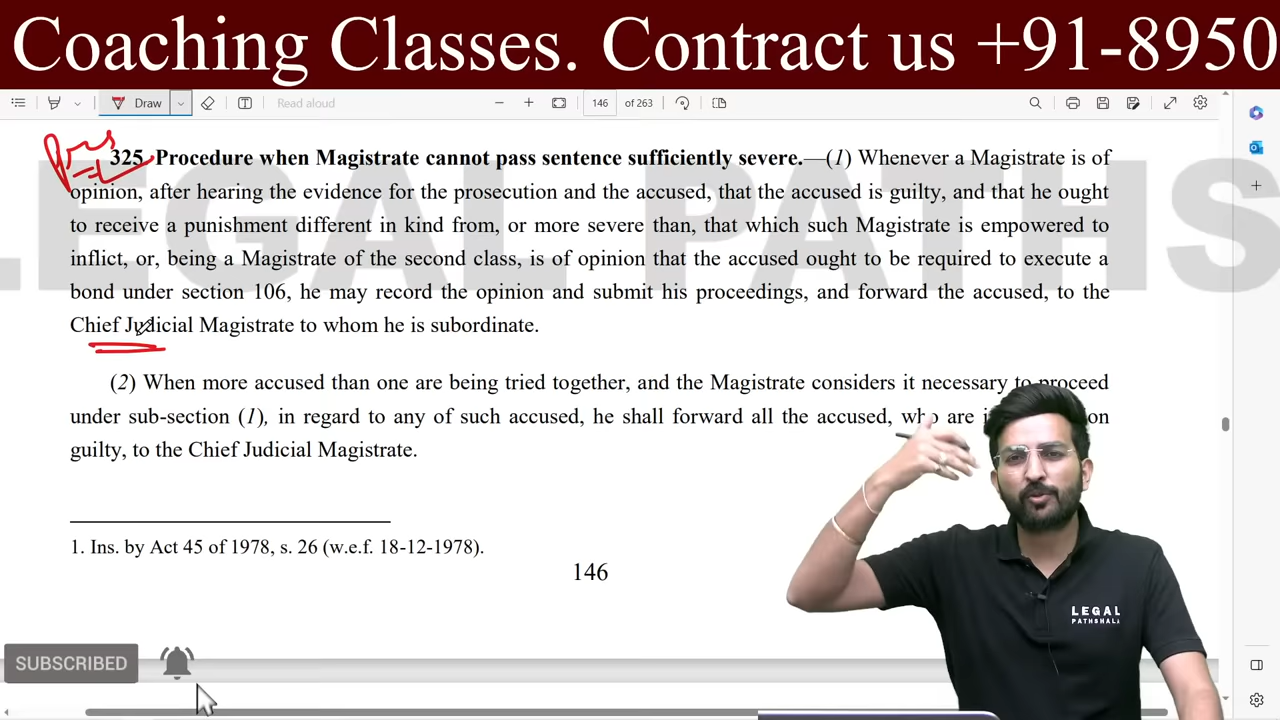 Coaching Classes. Contract us +91-8950
Draw
Read aloud
146 of 263
Pre
325. Procedure when Magistrate cannot pass sentence sufficiently severe.—(1) Whenever a Magistrate is of
opinion, after hearing the evidence for the prosecution and the accused, that the accused is guilty, and that he ought
to receive a punishment different in kind from, or more severe than, that which such Magistrate is empowered to
inflict, or, being a Magistrate of the second class, is of opinion that the accused ought to be required to execute a
bond under section 106, he may record the opinion and submit his proceedings, and forward the accused, to the
Chief Judicial Magistrate to whom he is subordinate.
(2) When more accused than one are being tried together, and the Magistrate considers it necessary to proceed
under sub-section (1), in regard to any of such accused, he shall forward all the accused, who are
guilty, to the Chief Judicial Magistrate.
1. Ins. by Act 45 of 1978, s. 26 (w.e.f. 18-12-1978).
146
LEGAL PATHS
LEGAL
PATHSHALA
SUBSCRIBED